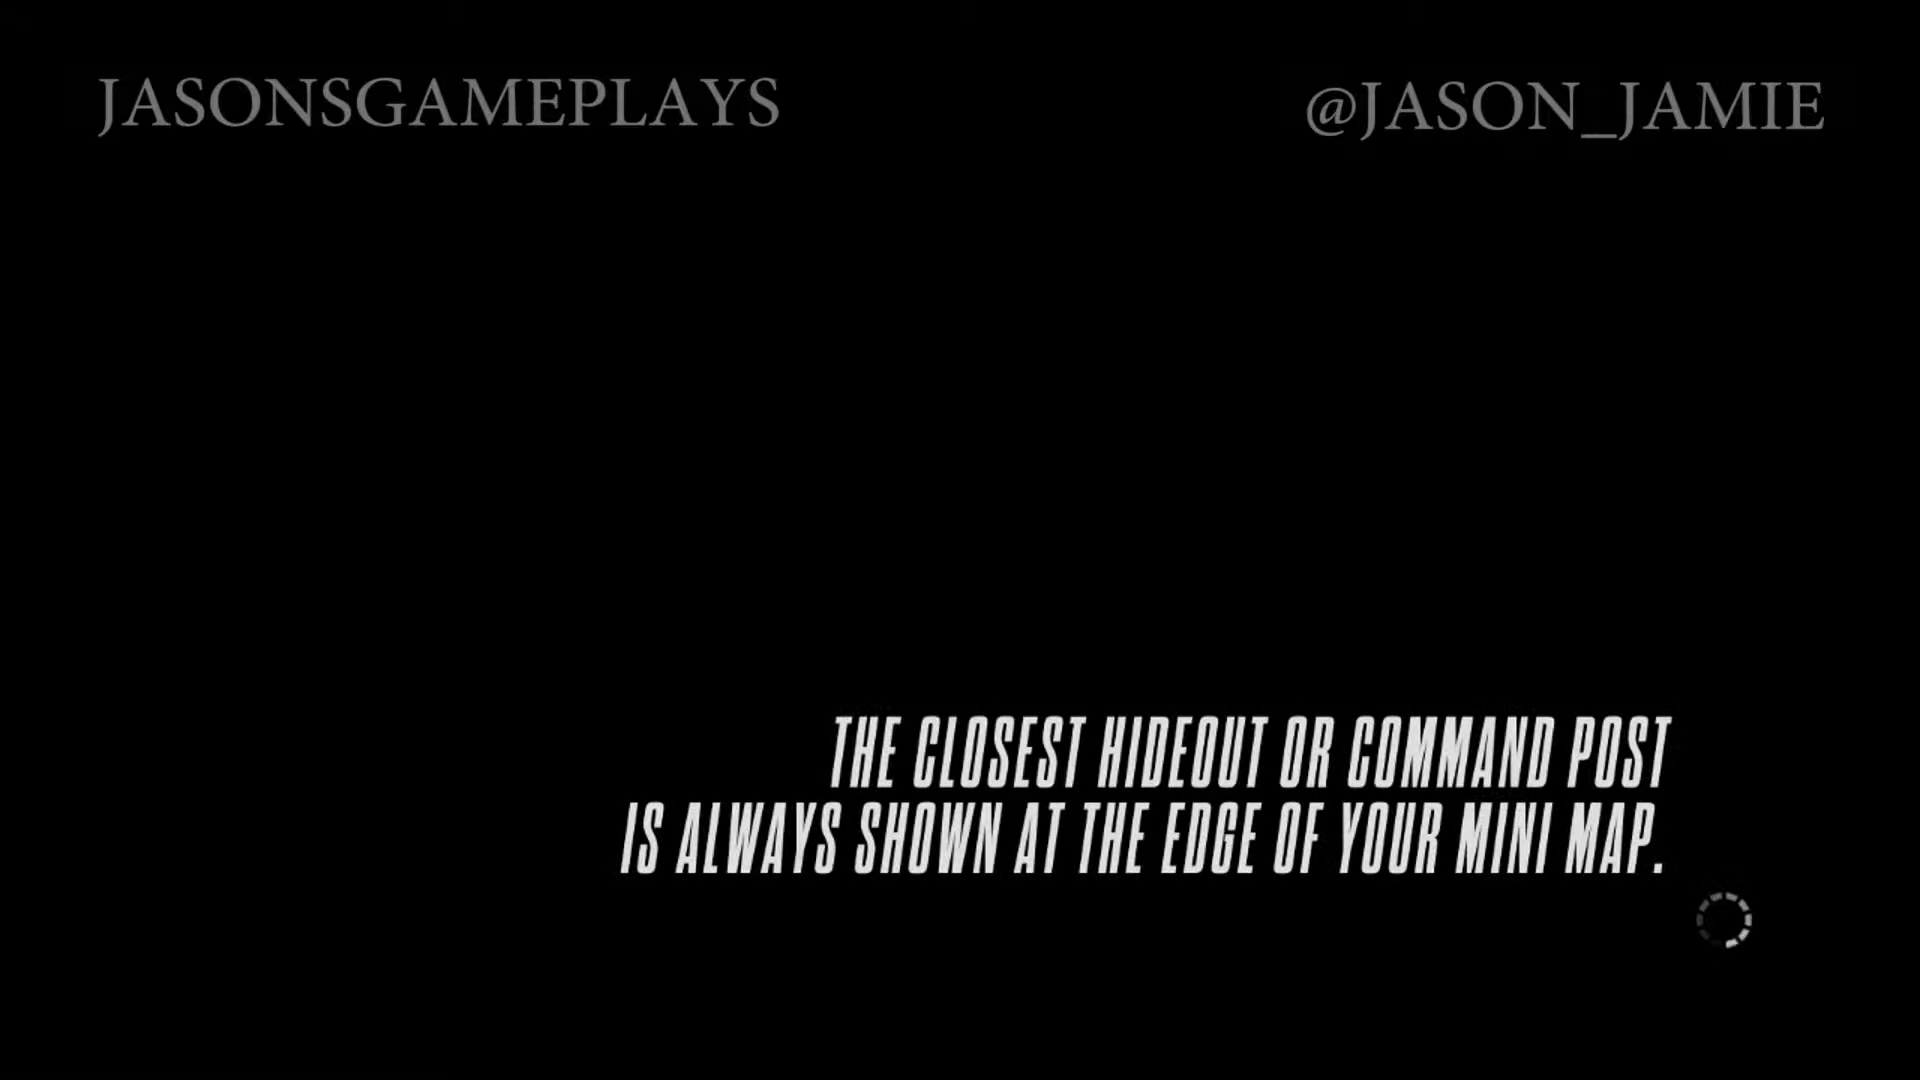 JASONSGAMEPLAYS
@JASON_JAMIE
THE CLOSEST HIDEOUT OR COMMAND POST
IS ALWAYS SHOWN AT THE EDGE OF YOUR MINI MAP.